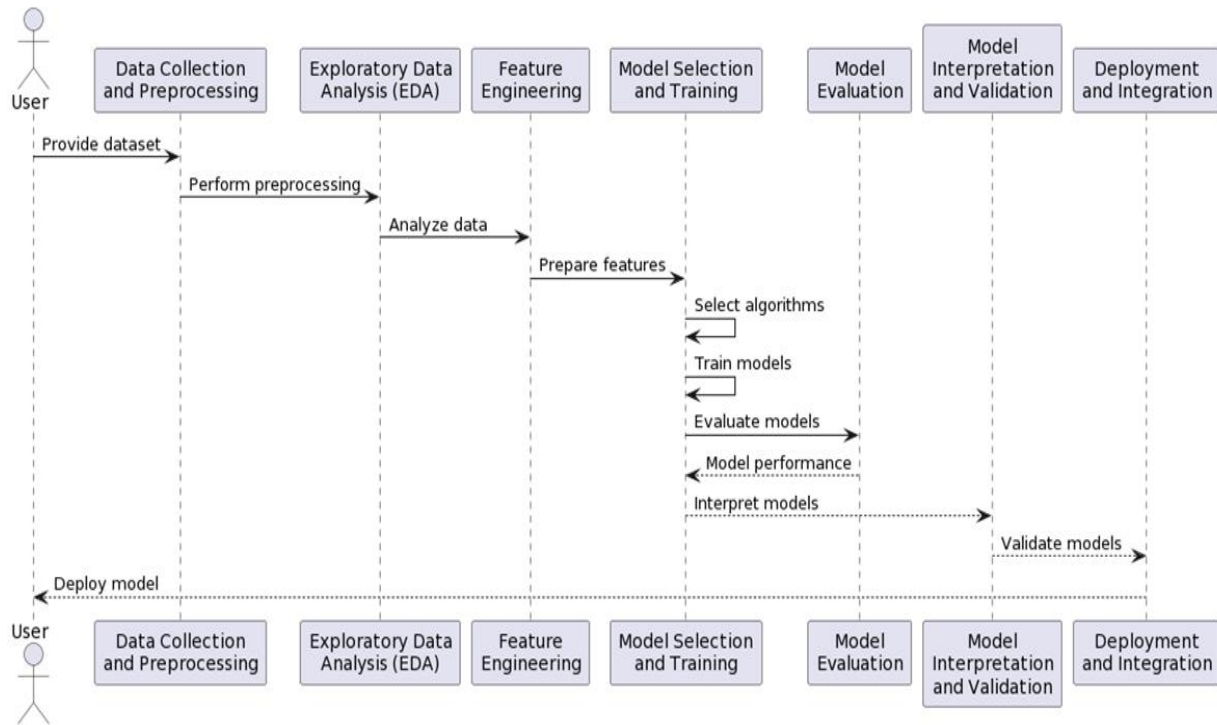 User
Data Collection
and Preprocessing
Exploratory Data
Analysis (EDA)
Feature
Engineering
Model Selection
and Training
Model
Evaluation
Model
Interpretation
and Validation
Deployment
and Integration
Provide dataset
Perform preprocessing
Analyze data
Prepare features
Select algorithms
Train models
Evaluate models
Model performance
Interpret models
Validate models
Deploy model
User
Data Collection
and Preprocessing
Exploratory Data
Analysis (EDA)
Feature
Engineering
Model Selection
and Training
Model
Evaluation
Model
Interpretation
and Validation
Deployment
and Integration